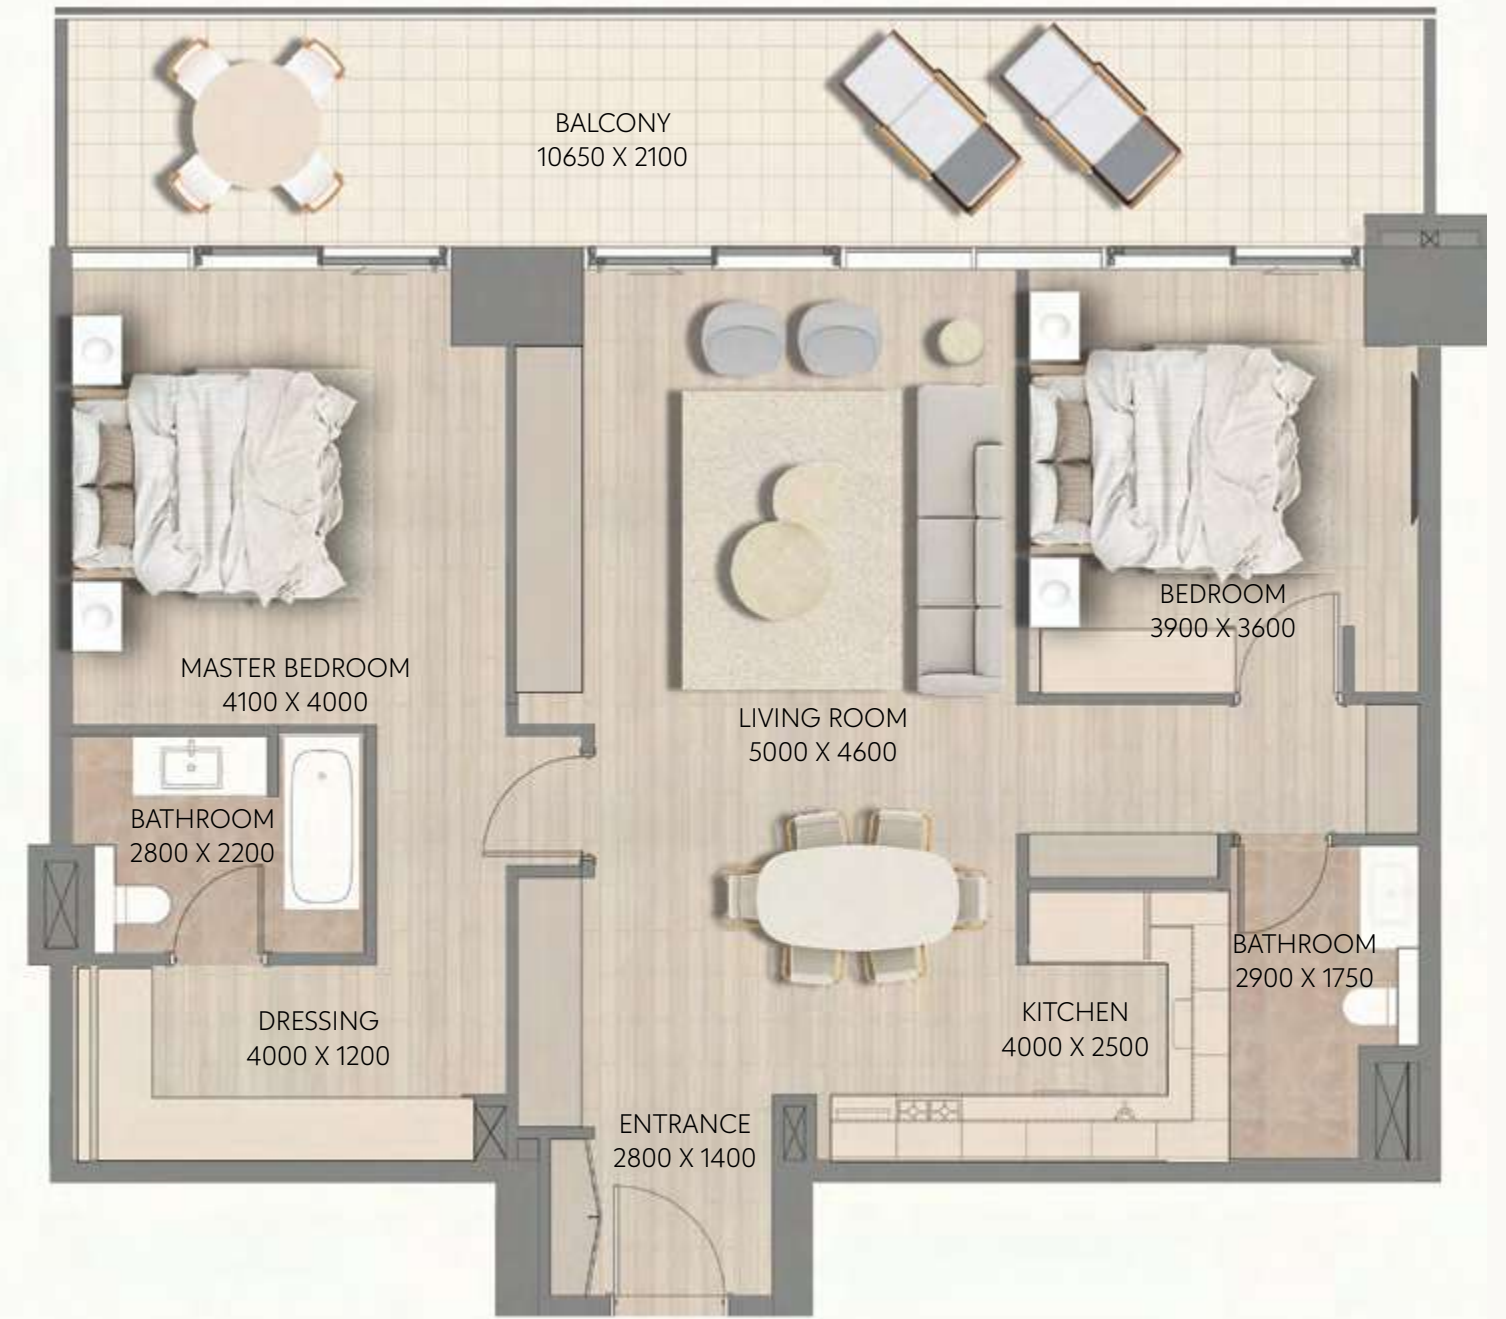 BALCONY
10650 X 2100
MASTER BEDROOM
4100 X 4000
BEDROOM
3900 X 3600
LIVING ROOM
5000 X 4600
BATHROOM
2800 X 2200
BATHROOM
2900 X 1750
DRESSING
4000 X 1200
KITCHEN
4000 X 2500
ENTRANCE
2800 X 1400